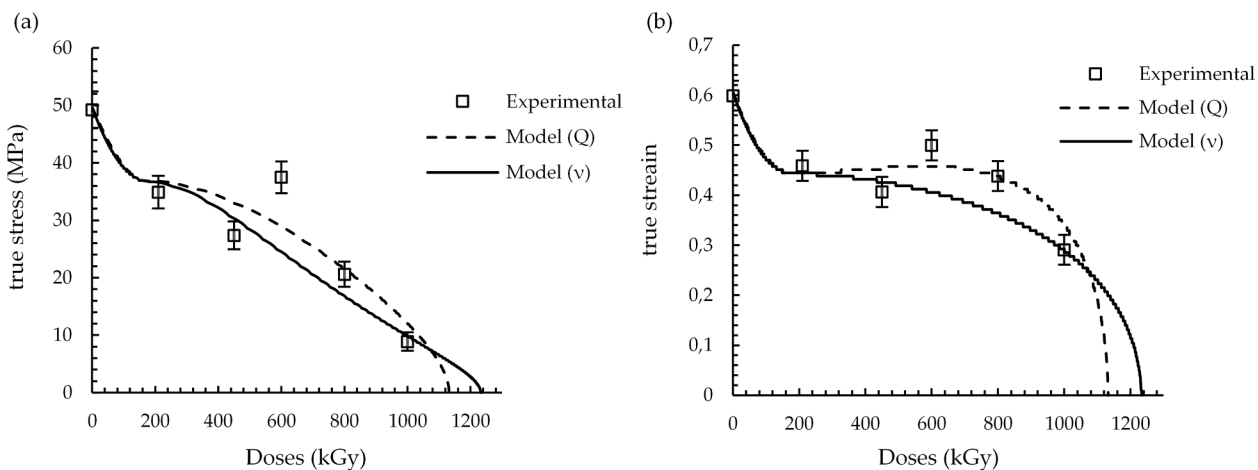 (a)
60
50
40
30
20
10
0
true stress (MPa)
0 200 400 600 800 1000 1200
Doses (kGy)
Experimental
Model (Q)
Model (ν)
(b)
0,7
0,6
0,5
0,4
0,3
0,2
0,1
0
true streain
0 200 400 600 800 1000 1200
Doses (kGy)
Experimental
Model (Q)
Model (ν)